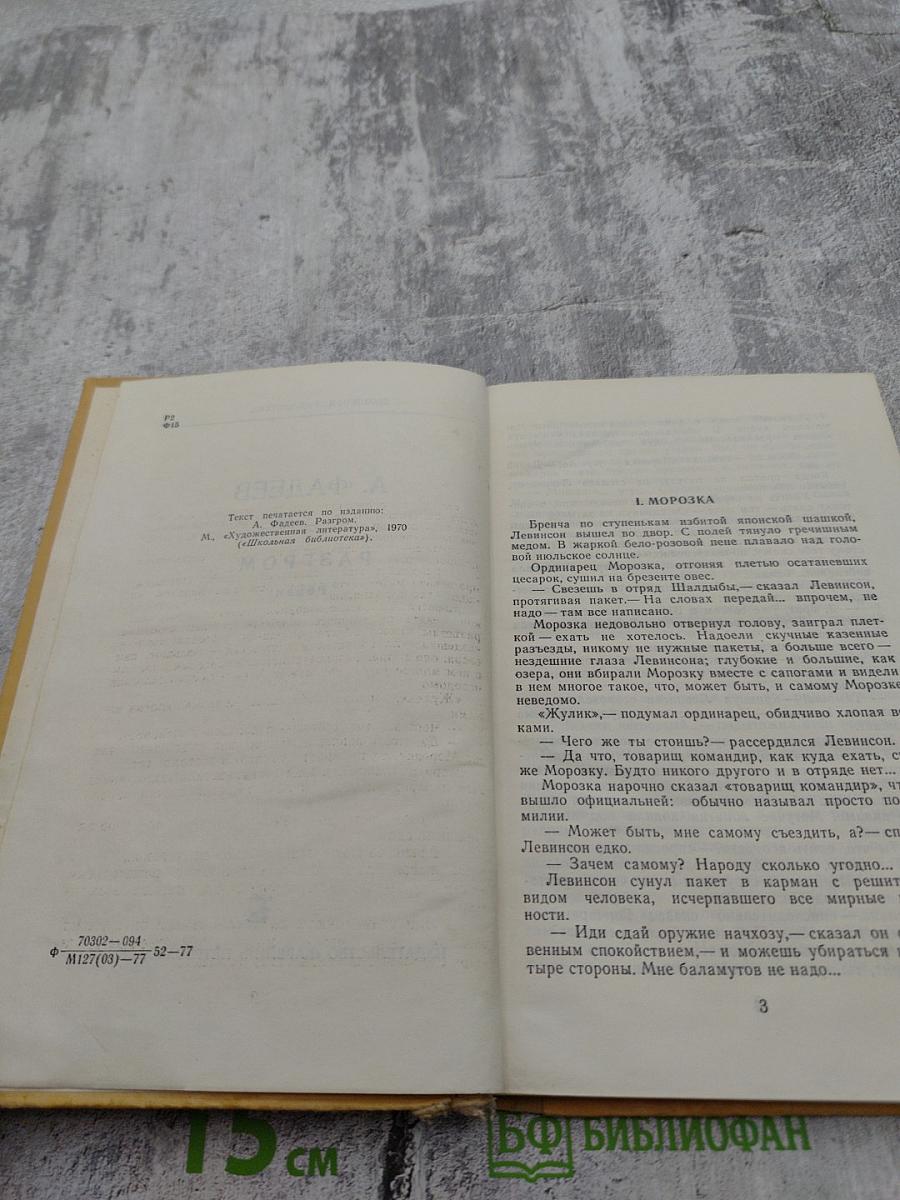 Р2
Ф15
Текст печатается по изданию:
А. Фадеев. Разгром.
М., «Художественная литература», 1970
(«Школьная библиотека»).
Ф 70302—094 52—77
М127(03)—77
I. МОРОЗКА
Бренча по ступенькам избитой японской шашкой,
Левинсон вышел во двор. С полей тянуло гречишным
медом. В жаркой бело-розовой пене плавало над голо-
вой июльское солнце.
Ординарец Морозка, отгоняя плетью осатаневших
цесарок, сушил на брезенте овес.
— Свезешь в отряд Шалдыбы,— сказал Левинсон,
протягивая пакет.— На словах передай... впрочем, не
надо — там все написано.
Морозка недовольно отвернул голову, заиграл плет-
кой — ехать не хотелось. Надоели скучные казенные
разъезды, никому не нужные пакеты, а больше всего —
нездешние глаза Левинсона; глубокие и большие, как
озера, они вбирали Морозку вместе с сапогами и видели
в нем многое такое, что, может быть, и самому Морозке
неведомо.
«Жулик»,— подумал ординарец, обидчиво хлопая ве
ками.
— Чего же ты стоишь?— рассердился Левинсон.
— Да что, товарищ командир, как куда ехать, с
же Морозку. Будто никого другого и в отряде нет...
Морозка нарочно сказал «товарищ командир», чт
вышло официальней: обычно называл просто по
милии.
— Может быть, мне самому съездить, а?— сп
Левинсон едко.
— Зачем самому? Народу сколько угодно...
Левинсон сунул пакет в карман с решит
видом человека, исчерпавшего все мирные
ности.
— Иди сдай оружие начхозу,— сказал он
венным спокойствием,— и можешь убираться
тыре стороны. Мне баламутов не надо...
3
15 СМ
БФ БИБЛИОФАН